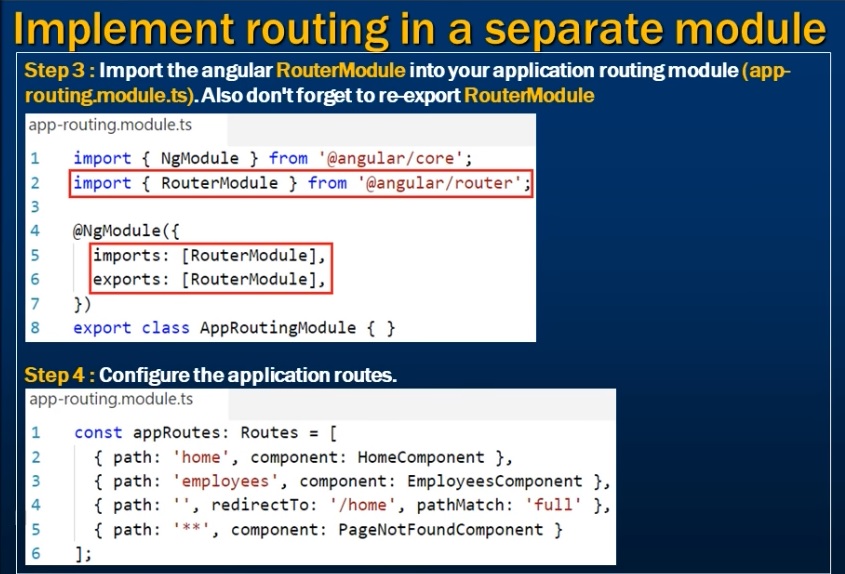 Implement routing in a separate module
Step 3 : Import the angular RouterModule into your application routing module (app-
routing.module.ts). Also don't forget to re-export RouterModule
app-routing.module.ts
1 import { NgModule } from '@angular/core';
2 import { RouterModule } from '@angular/router';
3
4 @NgModule({
5 imports: [RouterModule],
6 exports: [RouterModule],
7 })
8 export class AppRoutingModule { }
Step 4 : Configure the application routes.
app-routing.module.ts
1 const appRoutes: Routes = [
2 { path: 'home', component: HomeComponent },
3 { path: 'employees', component: EmployeesComponent },
4 { path: '', redirectTo: '/home', pathMatch: 'full' },
5 { path: '**', component: PageNotFoundComponent }
6 ];